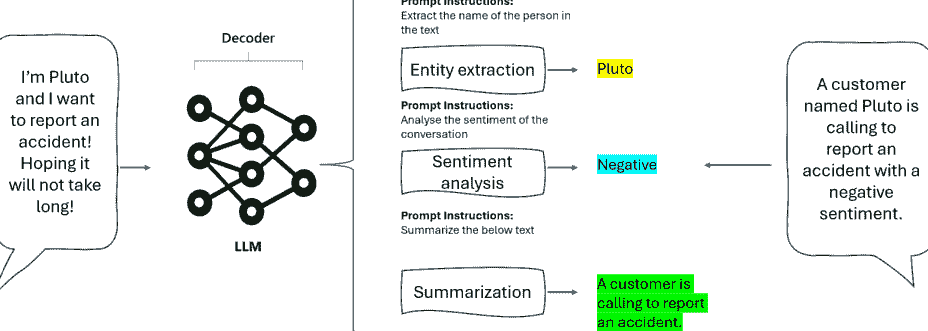 I'm Pluto
and I want
to report an
accident!
Hoping it
will not take
long!
Decoder
LLM
Prompt Instructions:
Extract the name of the person in
the text
Entity extraction
Pluto
Prompt Instructions:
Analyse the sentiment of the
conversation
Sentiment
analysis
Negative
Prompt Instructions:
Summarize the below text
Summarization
A customer is
calling to report
an accident.
A customer
named Pluto is
calling to
report an
accident with a
negative
sentiment.